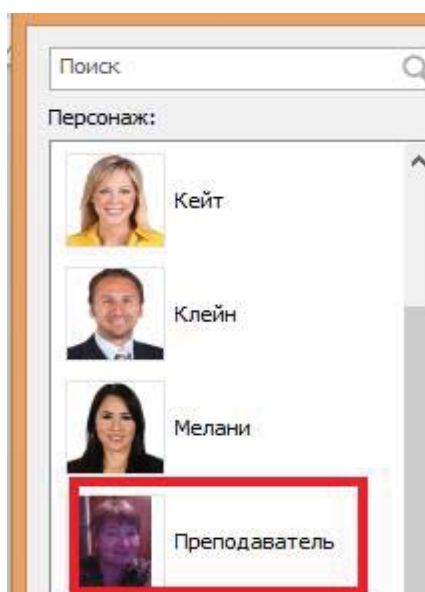 Поиск
Персонаж:
Кейт
Клейн
Мелани
Преподаватель